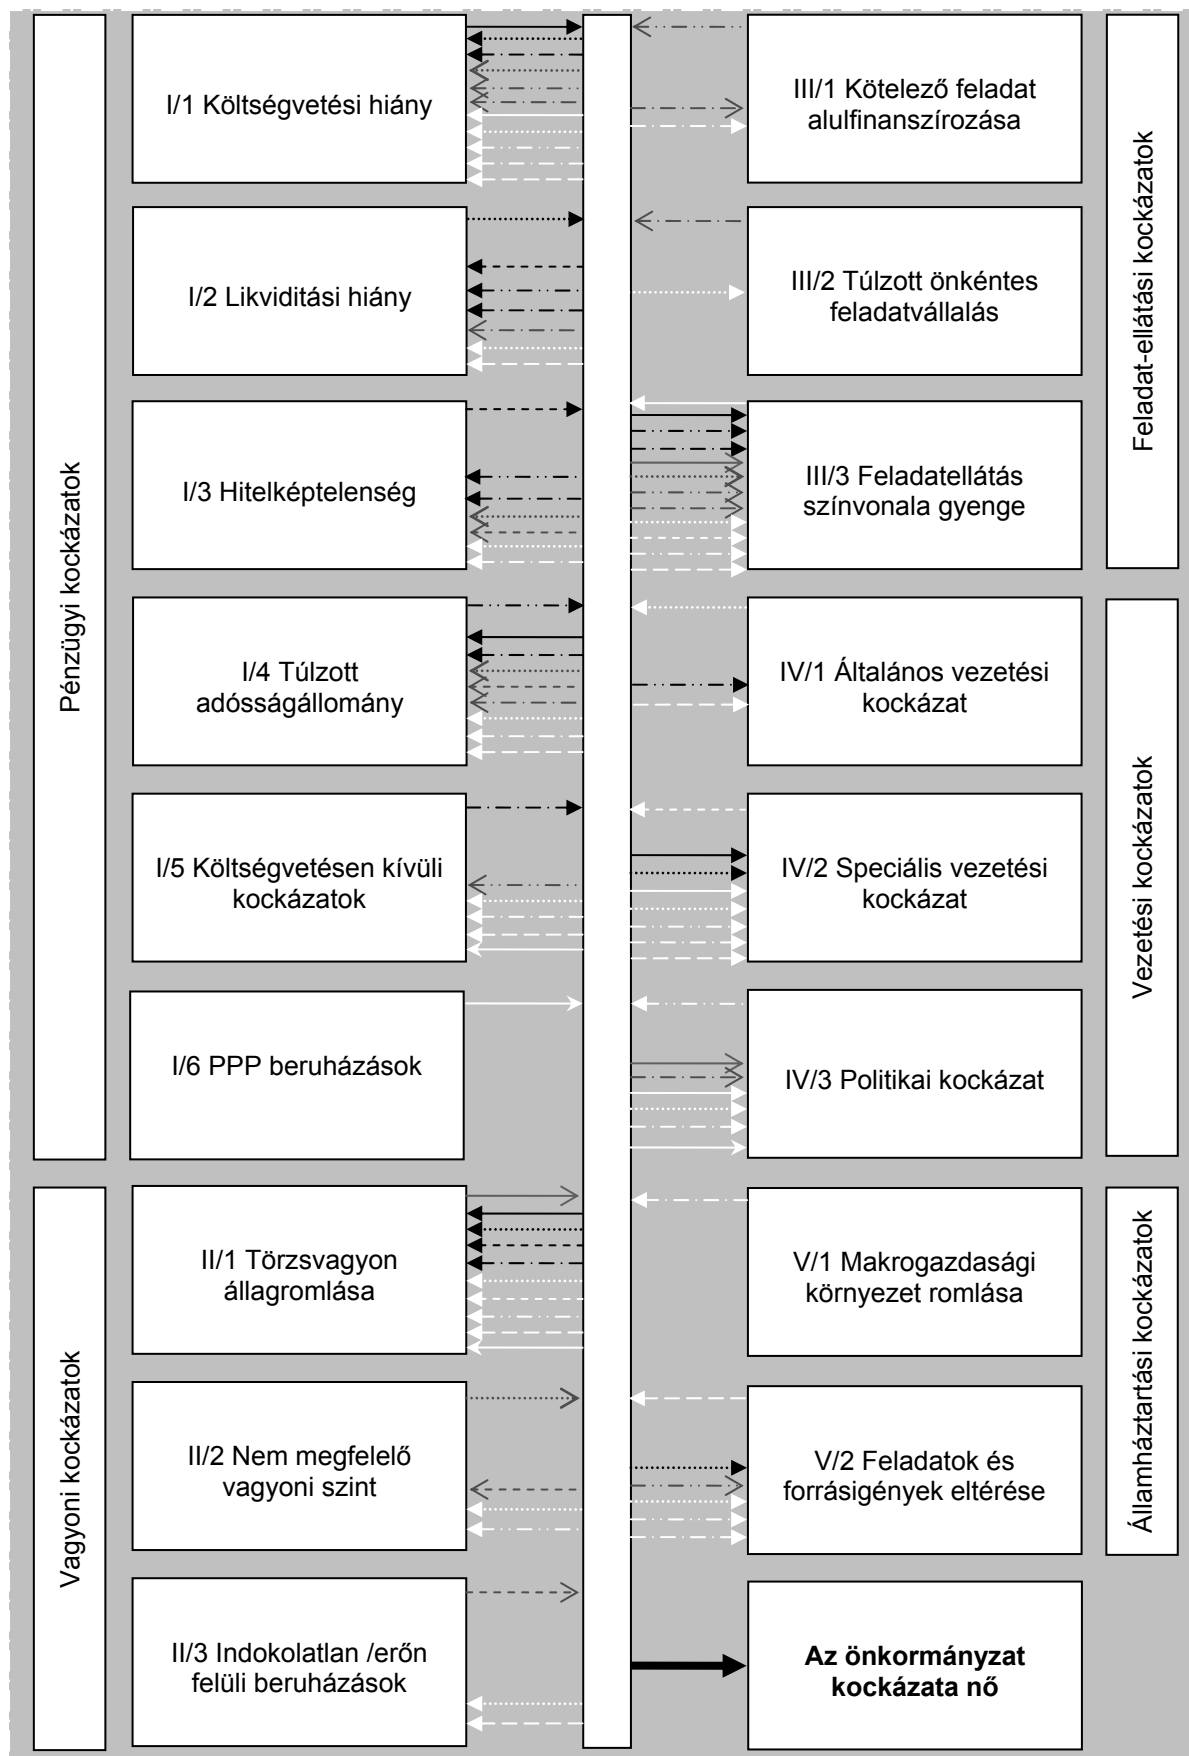 Pénzügyi kockázatok
I/1 Költségvetési hiány
I/2 Likviditási hiány
I/3 Hitelképtelenség
I/4 Túlzott
adósságállomány
I/5 Költségvetésen kívüli
kockázatok
I/6 PPP beruházások
Vagyoni kockázatok
II/1 Törzsvagyon
állagromlása
II/2 Nem megfelelő
vagyoni szint
II/3 Indokolatlan /erőn
felüli beruházások
III/1 Kötelező feladat
alulfinanszírozása
III/2 Túlzott önkéntes
feladatvállalás
III/3 Feladatellátás
színvonala gyenge
Feladat-ellátási kockázatok
IV/1 Általános vezetési
kockázat
IV/2 Speciális vezetési
kockázat
IV/3 Politikai kockázat
Vezetési kockázatok
V/1 Makrogazdasági
környezet romlása
V/2 Feladatok és
forrásigények eltérése
Államháztartási kockázatok
Az önkormányzat
kockázata nő